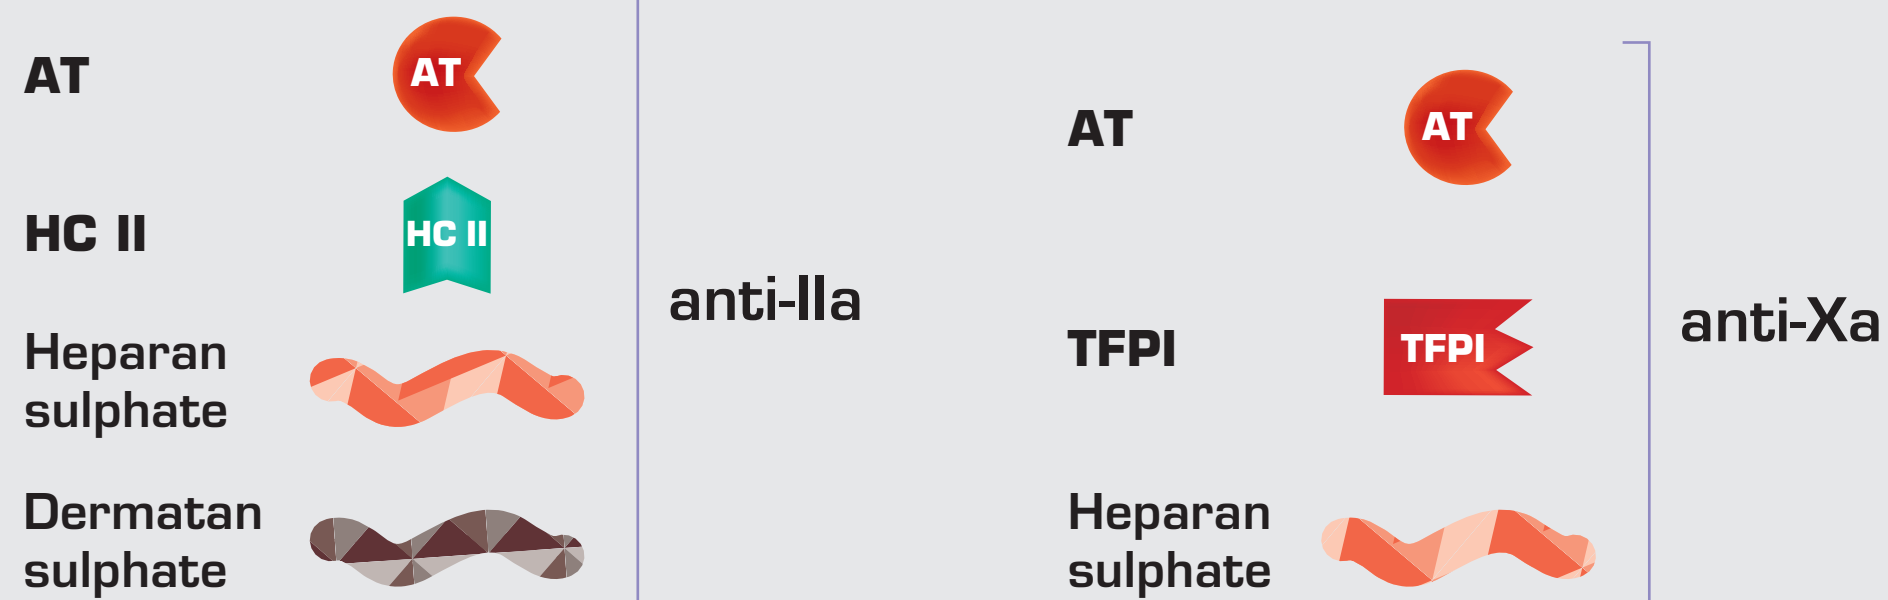 AT
AT
HC II
HC II
Heparan
sulphate
Dermatan
sulphate
anti-IIa
AT
AT
TFPI
TFPI
Heparan
sulphate
anti-Xa